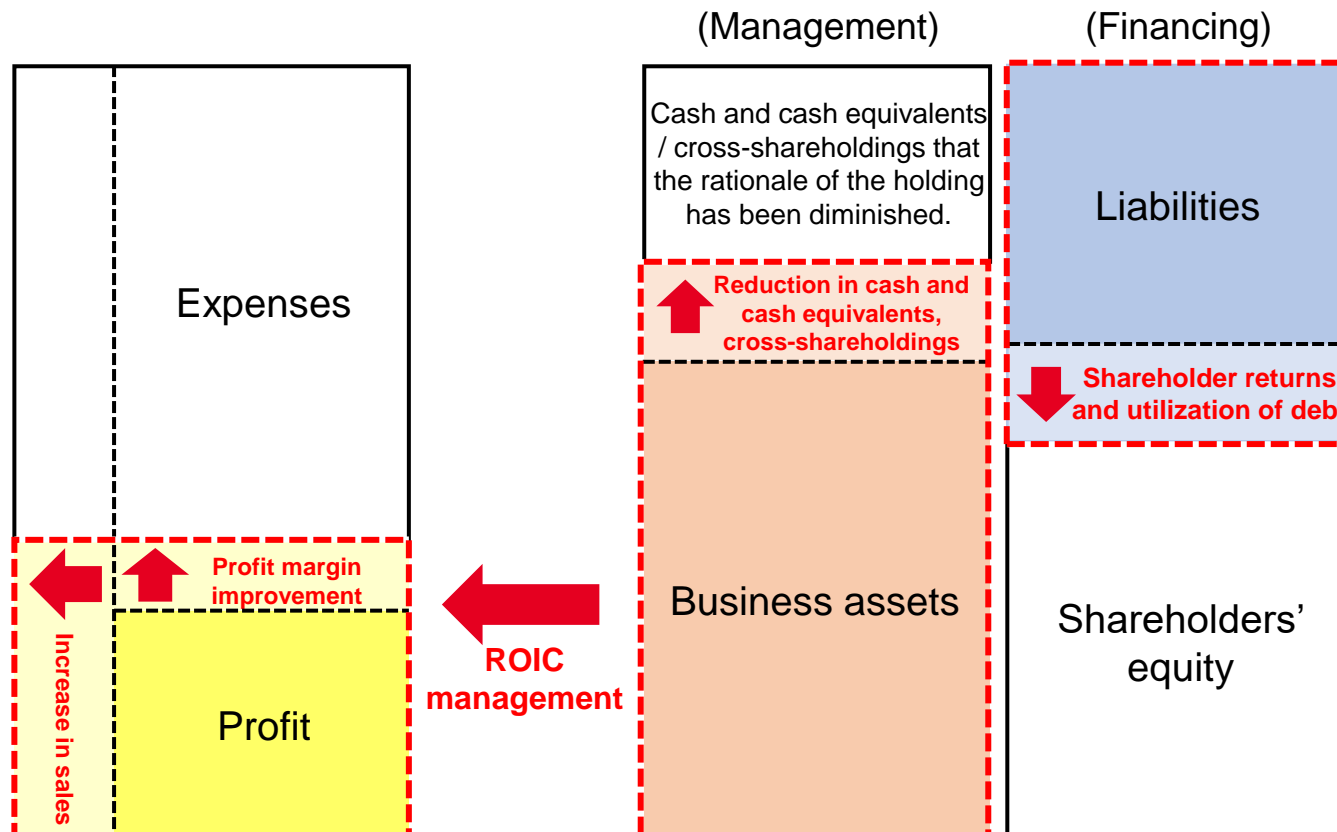 (Management)
(Financing)
Expenses
Profit margin
improvement
Increase in sales
Profit
ROIC
management
Cash and cash equivalents
/ cross-shareholdings that
the rationale of the holding
has been diminished.
Reduction in cash and
cash equivalents,
cross-shareholdings
Business assets
Liabilities
Shareholder returns
and utilization of deb
Shareholders’
equity